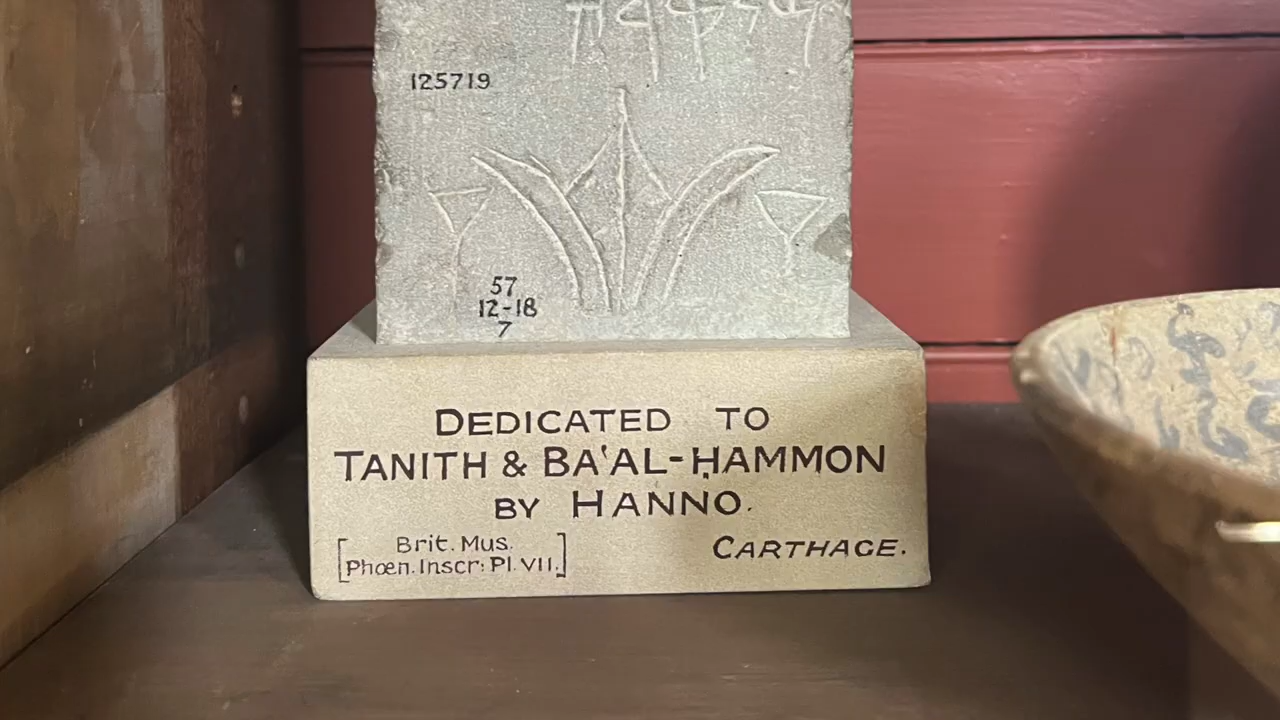 125719
57
12-18
7
DEDICATED TO
TANITH & BA'AL-ḤAMMON
BY HANNO.
[Brit. Mus.
Phœn. Inscr: Pl. VII.]
CARTHAGE.